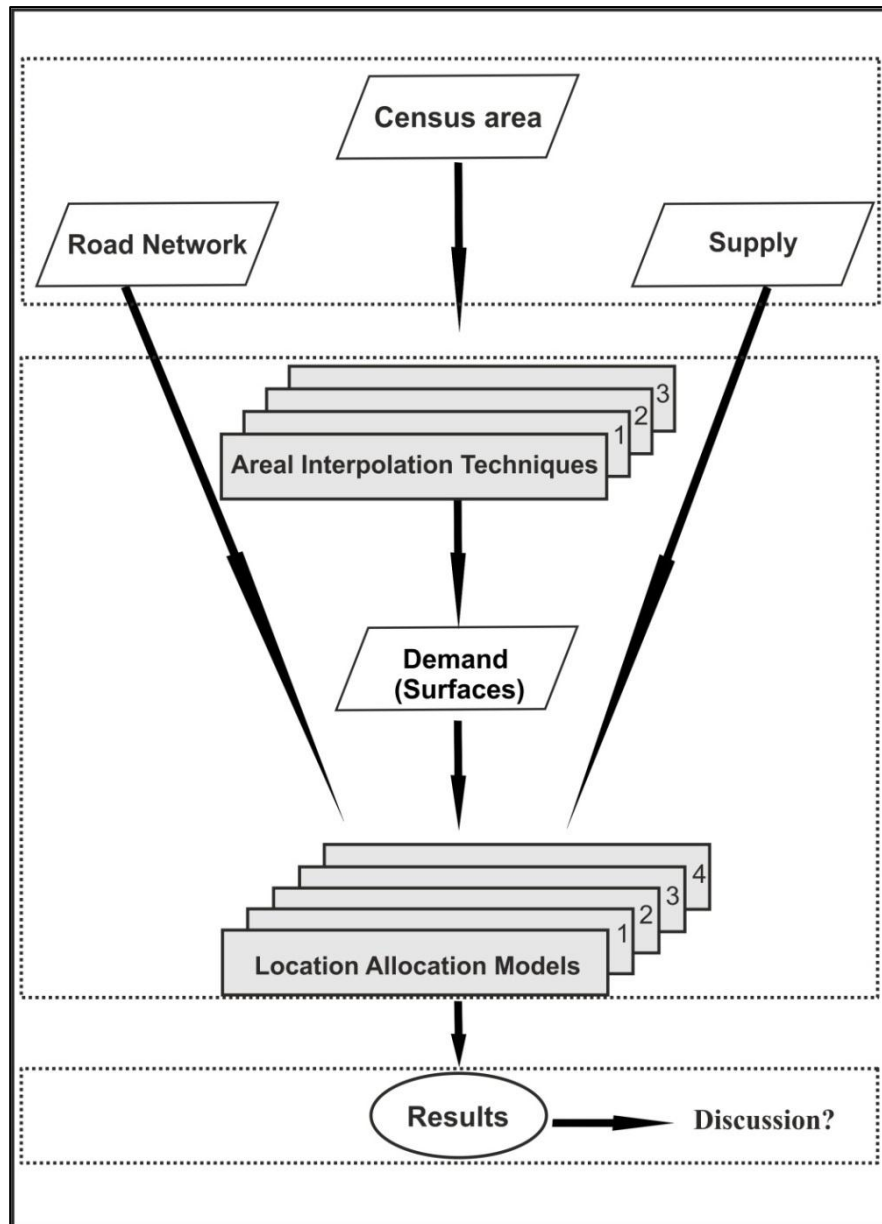 Census area
Road Network
Supply
3
2
1
Areal Interpolation Techniques
Demand
(Surfaces)
4
3
2
1
Location Allocation Models
Results
Discussion?